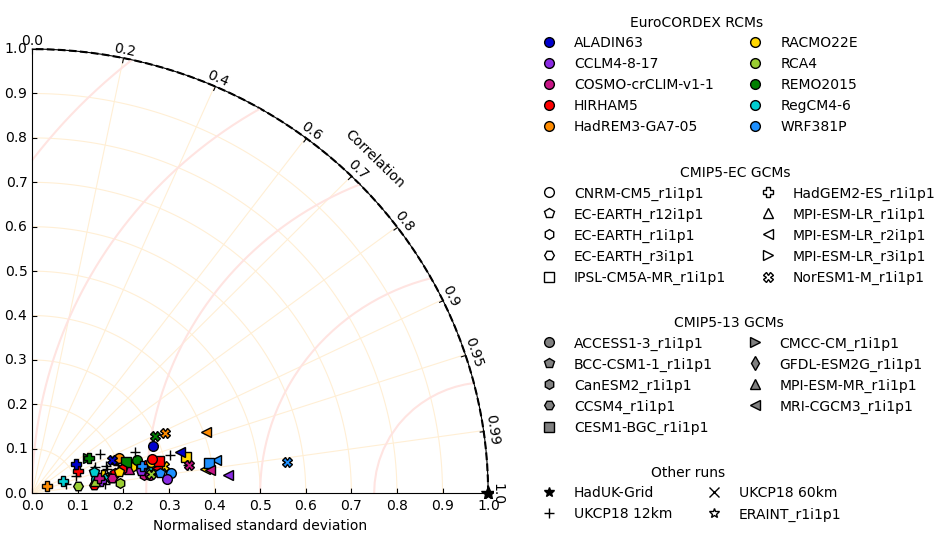 0.0
0.2
0.4
0.6
Correlation
0.7
0.8
0.9
0.95
0.99
1.0
1.0
0.9
0.8
0.7
0.6
0.5
0.4
0.3
0.2
0.1
0.0
0.0 0.1 0.2 0.3 0.4 0.5 0.6 0.7 0.8 0.9 1.0
Normalised standard deviation
EuroCORDEX RCMs
ALADIN63 RACMO22E
CCLM4-8-17 RCA4
COSMO-crCLIM-v1-1 REMO2015
HIRHAM5 RegCM4-6
HadREM3-GA7-05 WRF381P
CMIP5-EC GCMs
CNRM-CM5_r1i1p1 HadGEM2-ES_r1i1p1
EC-EARTH_r12i1p1 MPI-ESM-LR_r1i1p1
EC-EARTH_r1i1p1 MPI-ESM-LR_r2i1p1
EC-EARTH_r3i1p1 MPI-ESM-LR_r3i1p1
IPSL-CM5A-MR_r1i1p1 NorESM1-M_r1i1p1
CMIP5-13 GCMs
ACCESS1-3_r1i1p1 CMCC-CM_r1i1p1
BCC-CSM1-1_r1i1p1 GFDL-ESM2G_r1i1p1
CanESM2_r1i1p1 MPI-ESM-MR_r1i1p1
CCSM4_r1i1p1 MRI-CGCM3_r1i1p1
CESM1-BGC_r1i1p1
Other runs
HadUK-Grid UKCP18 60km
UKCP18 12km ERAINT_r1i1p1